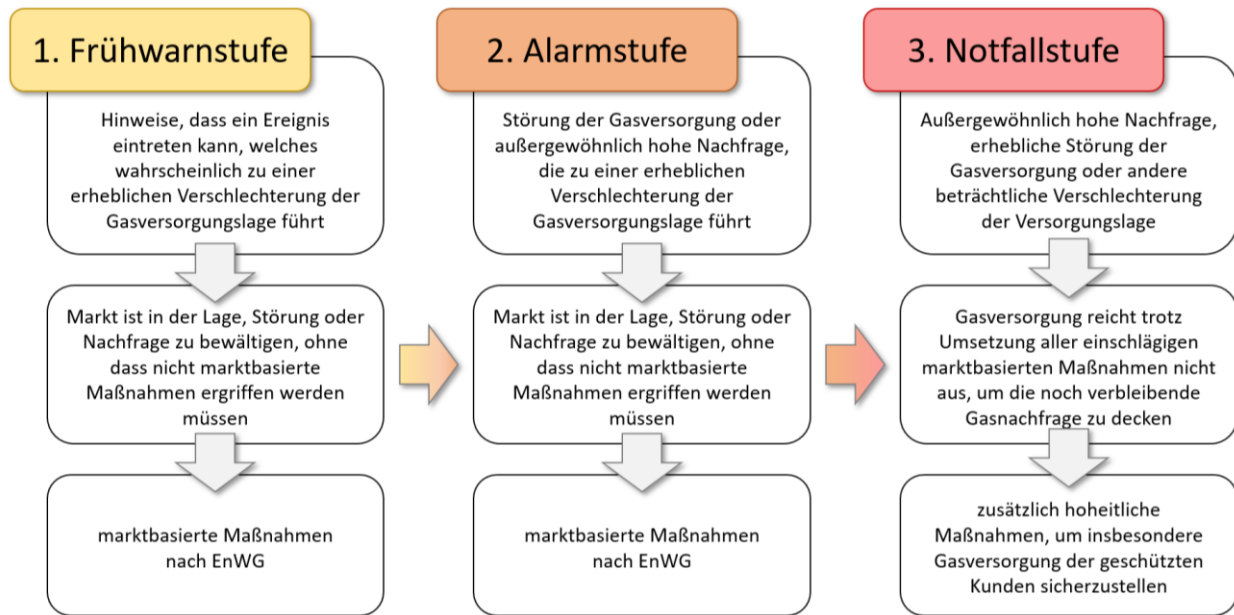 1. Frühwarnstufe
Hinweise, dass ein Ereignis
eintreten kann, welches
wahrscheinlich zu einer
erheblichen Verschlechterung der
Gasversorgungslage führt
Markt ist in der Lage, Störung oder
Nachfrage zu bewältigen, ohne
dass nicht marktbasierte
Maßnahmen ergriffen werden
müssen
marktbasierte Maßnahmen
nach EnWG
2. Alarmstufe
Störung der Gasversorgung oder
außergewöhnlich hohe Nachfrage,
die zu einer erheblichen
Verschlechterung der
Gasversorgungslage führt
Markt ist in der Lage, Störung oder
Nachfrage zu bewältigen, ohne
dass nicht marktbasierte
Maßnahmen ergriffen werden
müssen
marktbasierte Maßnahmen
nach EnWG
3. Notfallstufe
Außergewöhnlich hohe Nachfrage,
erhebliche Störung der
Gasversorgung oder andere
beträchtliche Verschlechterung
der Versorgungslage
Gasversorgung reicht trotz
Umsetzung aller einschlägigen
marktbasierten Maßnahmen nicht
aus, um die noch verbleibende
Gasnachfrage zu decken
zusätzlich hoheitliche
Maßnahmen, um insbesondere
Gasversorgung der geschützten
Kunden sicherzustellen